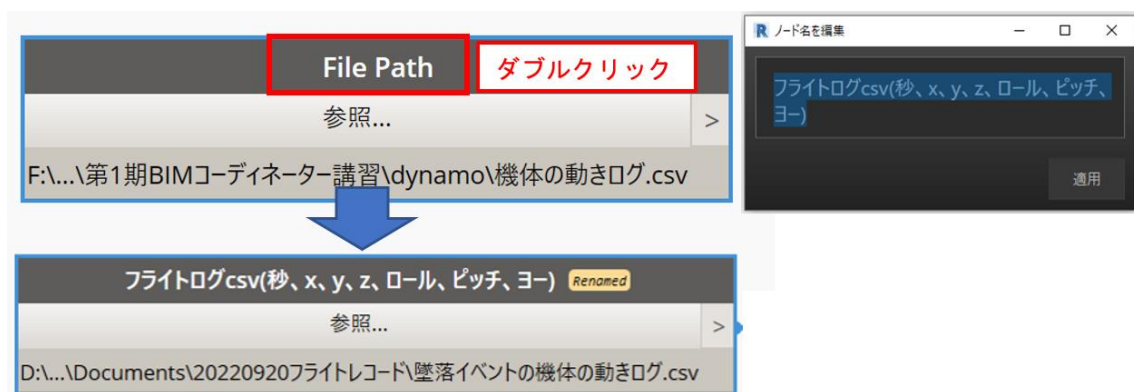 File Path
ダブルクリック
参照...
>
F:\...\第1期BIMコーディネーター講習\dynamo\機体の動きログ.csv
R ノード名を編集
フライトログcsv(秒、x、y、z、ロール、ピッチ、
ヨー)
適用
フライトログcsv(秒、x、y、z、ロール、ピッチ、ヨー) Renamed
参照...
>
D:\...\Documents\20220920フライトレコード\墜落イベントの機体の動きログ.csv